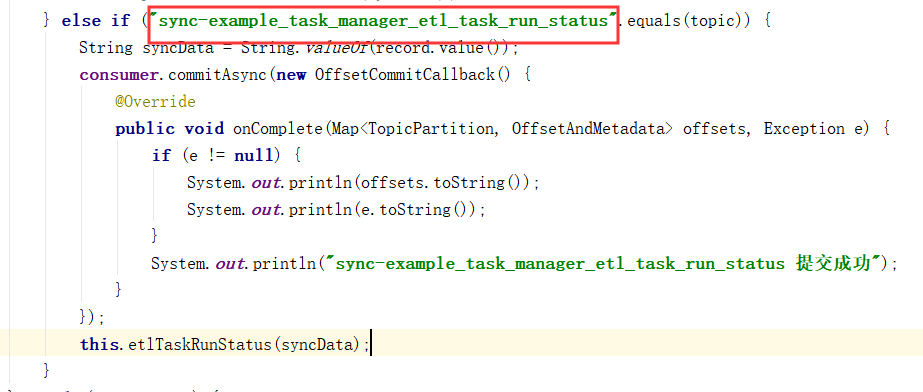 } else if ("sync-example_task_manager_etl_task_run_status".equals(topic)) {
String syncData = String.valueOf(record.value());
consumer.commitAsync(new OffsetCommitCallback() {
@Override
public void onComplete(Map<TopicPartition, OffsetAndMetadata> offsets, Exception e) {
if (e != null) {
System.out.println(offsets.toString());
System.out.println(e.toString());
}
System.out.println("sync-example_task_manager_etl_task_run_status 提交成功");
}
});
this.etlTaskRunStatus(syncData);
}